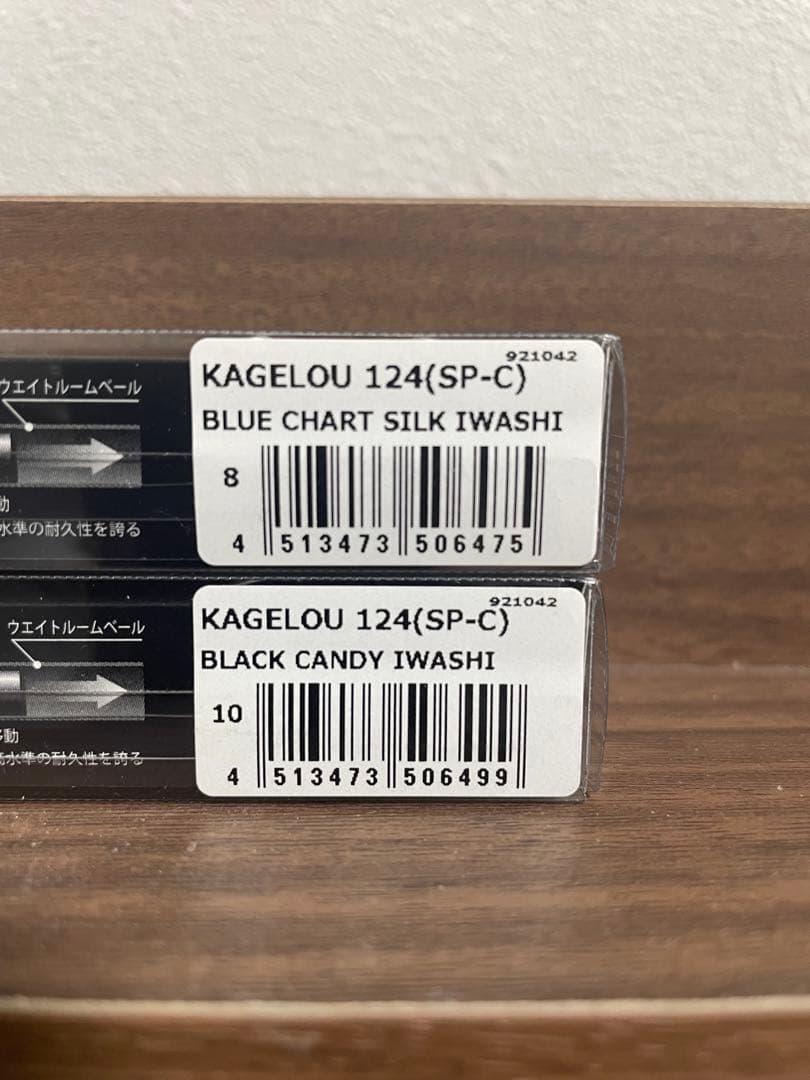 ウエイトルームベール
動
水準の耐久性を誇る
921042
KAGELOU 124(SP-C)
BLUE CHART SILK IWASHI
8
4 513473 506475
ウエイトルームベール
移動
高水準の耐久性を誇る
921042
KAGELOU 124(SP-C)
BLACK CANDY IWASHI
10
4 513473 506499